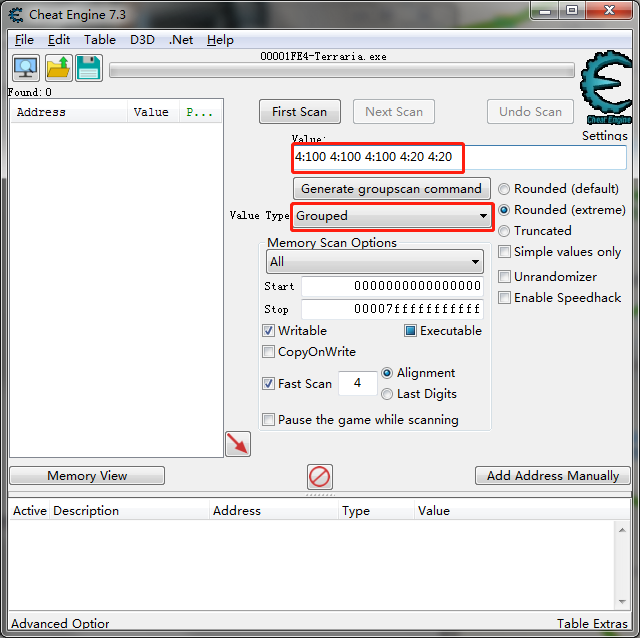 Cheat Engine 7.3
File Edit Table D3D .Net Help
00001FE4-Terraria.exe
Found:0
Address Value P...
First Scan Next Scan Undo Scan
Cheat Engine
Settings
Value:
4:100 4:100 4:100 4:20 4:20
Generate groupscan command
Rounded (default)
Value Type Grouped
Rounded (extreme)
Truncated
Memory Scan Options
Simple values only
All
Unrandomizer
Start 0000000000000000
Enable Speedhack
Stop 00007fffffffffff
Writable Executable
CopyOnWrite
Alignment
Fast Scan 4
Last Digits
Pause the game while scanning
Memory View Add Address Manually
Active Description Address Type Value
Advanced Optior Table Extras